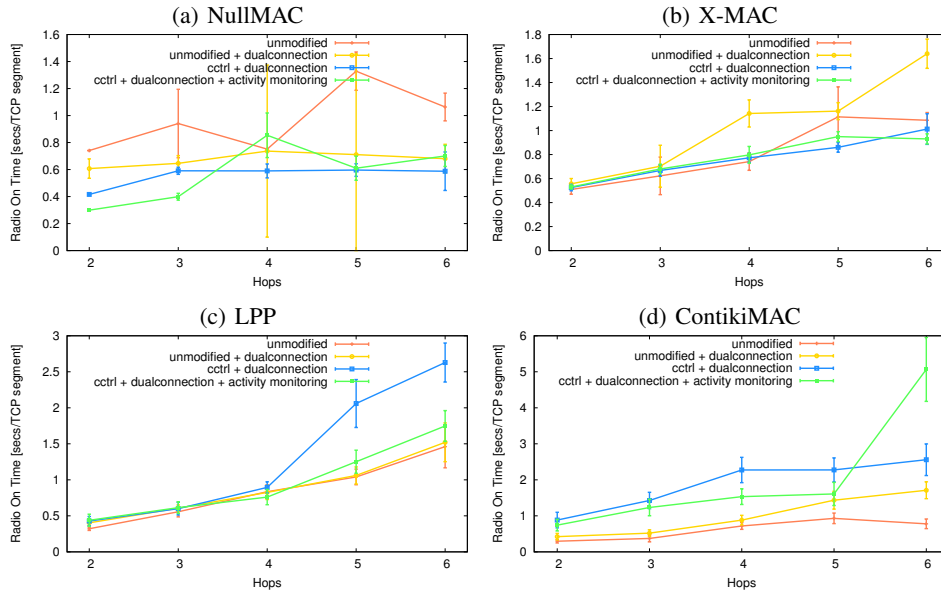 (a) NullMAC
Radio On Time [secs/TCP segment]
1.6
1.4
1.2
1
0.8
0.6
0.4
0.2
0
unmodified
unmodified + dualconnection
cctrl + dualconnection
cctrl + dualconnection + activity monitoring
2 3 4 5 6
Hops
(b) X-MAC
Radio On Time [secs/TCP segment]
1.8
1.6
1.4
1.2
1
0.8
0.6
0.4
0.2
0
unmodified
unmodified + dualconnection
cctrl + dualconnection
cctrl + dualconnection + activity monitoring
2 3 4 5 6
Hops
(c) LPP
Radio On Time [secs/TCP segment]
3
2.5
2
1.5
1
0.5
0
unmodified
unmodified + dualconnection
cctrl + dualconnection
cctrl + dualconnection + activity monitoring
2 3 4 5 6
Hops
(d) ContikiMAC
Radio On Time [secs/TCP segment]
6
5
4
3
2
1
0
unmodified
unmodified + dualconnection
cctrl + dualconnection
cctrl + dualconnection + activity monitoring
2 3 4 5 6
Hops